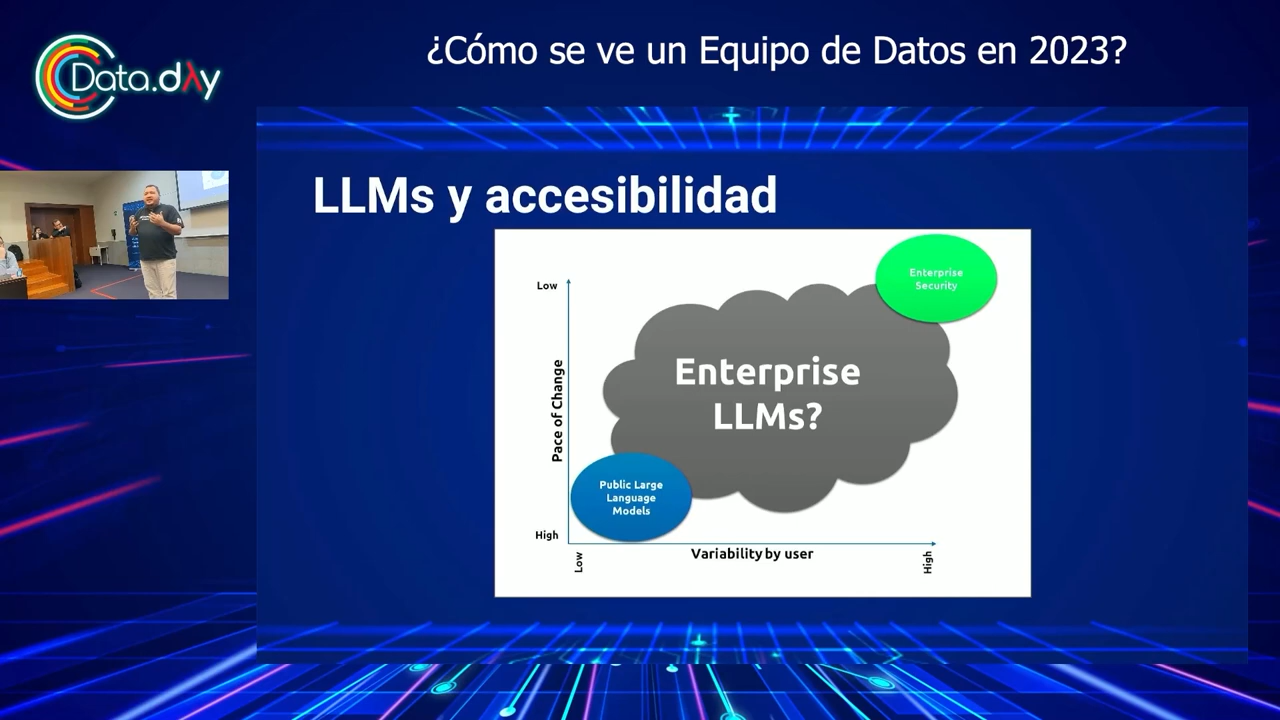 ¿Cómo se ve un Equipo de Datos en 2023?
Data.dλy
LLMs y accesibilidad
Enterprise
Security
Low
Enterprise
LLMs?
Pace of Change
Public Large
Language
Models
High
Variability by user
Low
High